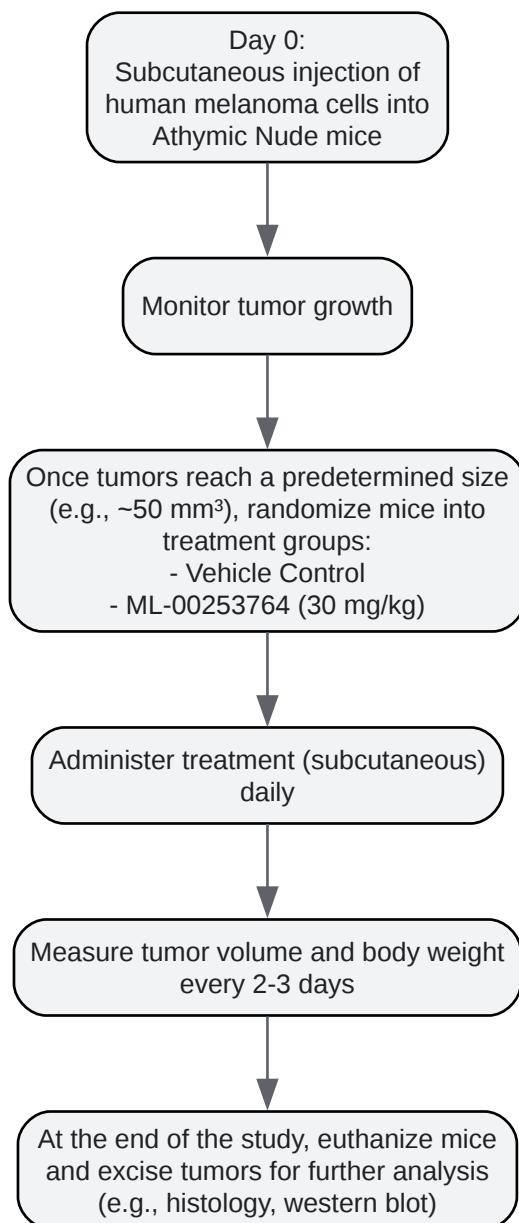 Day 0:
Subcutaneous injection of
human melanoma cells into
Athymic Nude mice
Monitor tumor growth
Once tumors reach a predetermined size
(e.g., ~50 mm³), randomize mice into
treatment groups:
- Vehicle Control
- ML-00253764 (30 mg/kg)
Administer treatment (subcutaneous)
daily
Measure tumor volume and body weight
every 2-3 days
At the end of the study, euthanize mice
and excise tumors for further analysis
(e.g., histology, western blot)